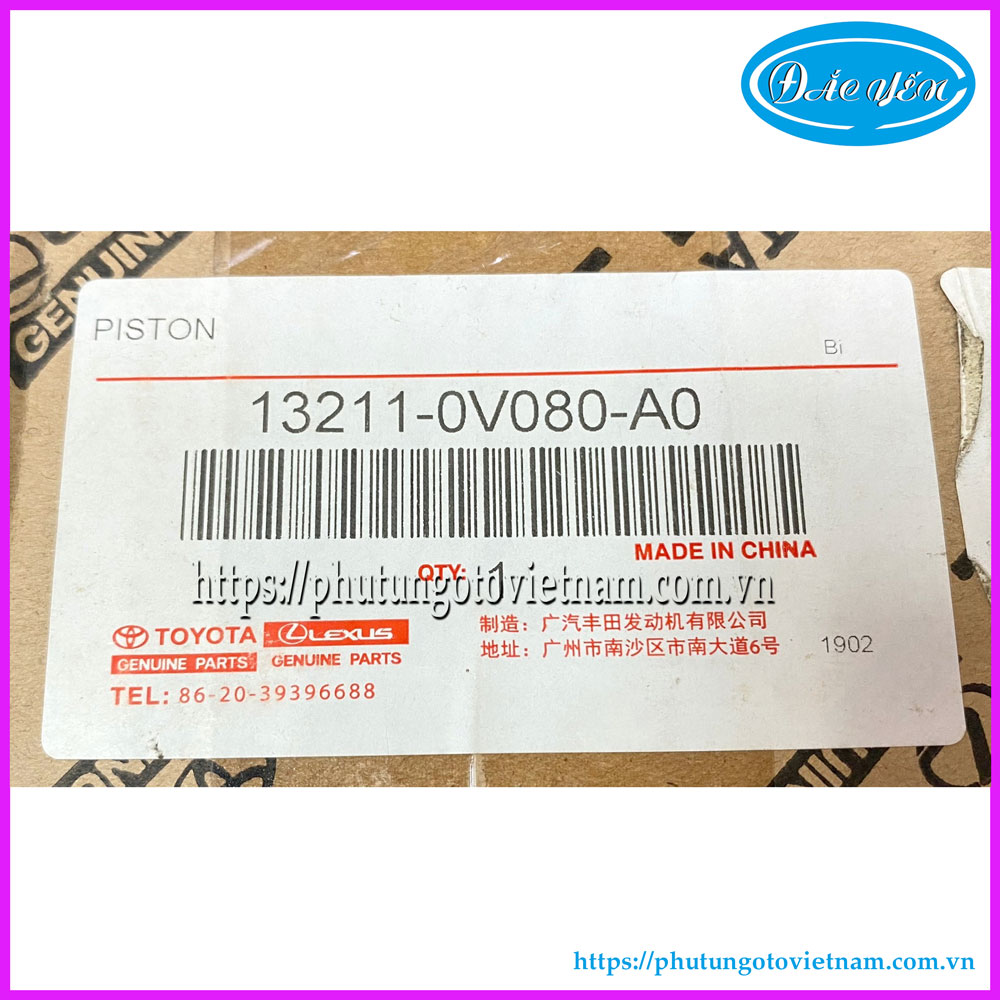 ĐẮC YẾN
GENUINE
PISTON
Bi
13211-0V080-A0
MADE IN CHINA
QTY: 1
https://phutungotovietnam.com.vn
制造：广汽丰田发动机有限公司
TOYOTA LEXUS
地址：广州市南沙区市南大道6号 1902
GENUINE PARTS GENUINE PARTS
TEL: 86-20-39396688
https://phutungotovietnam.com.vn